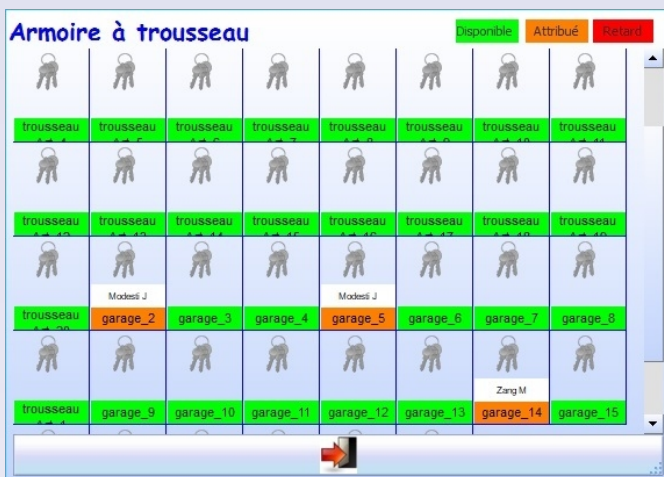 Armoire à trousseau
Disponible Attribué Retard
trousseau trousseau trousseau trousseau trousseau trousseau trousseau trousseau
trousseau trousseau trousseau trousseau trousseau trousseau trousseau trousseau
Modesti J Modesti J
trousseau garage_2 garage_3 garage_4 garage_5 garage_6 garage_7 garage_8
Zang M
trousseau garage_9 garage_10 garage_11 garage_12 garage_13 garage_14 garage_15